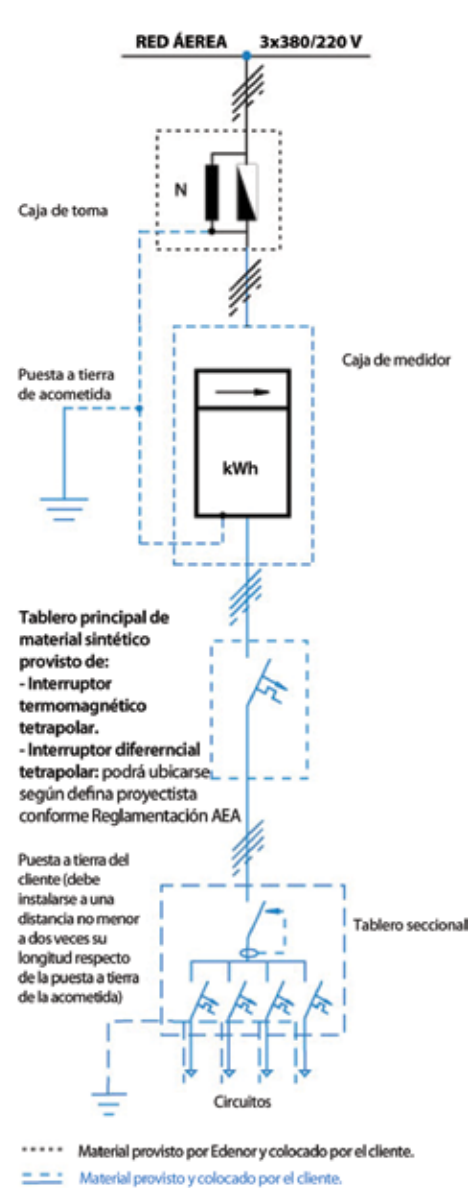 RED ÁEREA 3x380/220 V
N
Caja de toma
Caja de medidor
Puesta a tierra
de acometida
kWh
Tablero principal de
material sintético
provisto de:
- Interruptor
termomagnético
tetrapolar.
- Interruptor difererncial
tetrapolar: podrá ubicarse
según defina proyectista
conforme Reglamentación AEA
Puesta a tierra del
cliente (debe
instalarse a una
distancia no menor
a dos veces su
longitud respecto
de la puesta a tierra
de la acometida)
Tablero seccional
Circuitos
Material provisto por Edenor y colocado por el cliente.
Material provisto y colocado por el cliente.